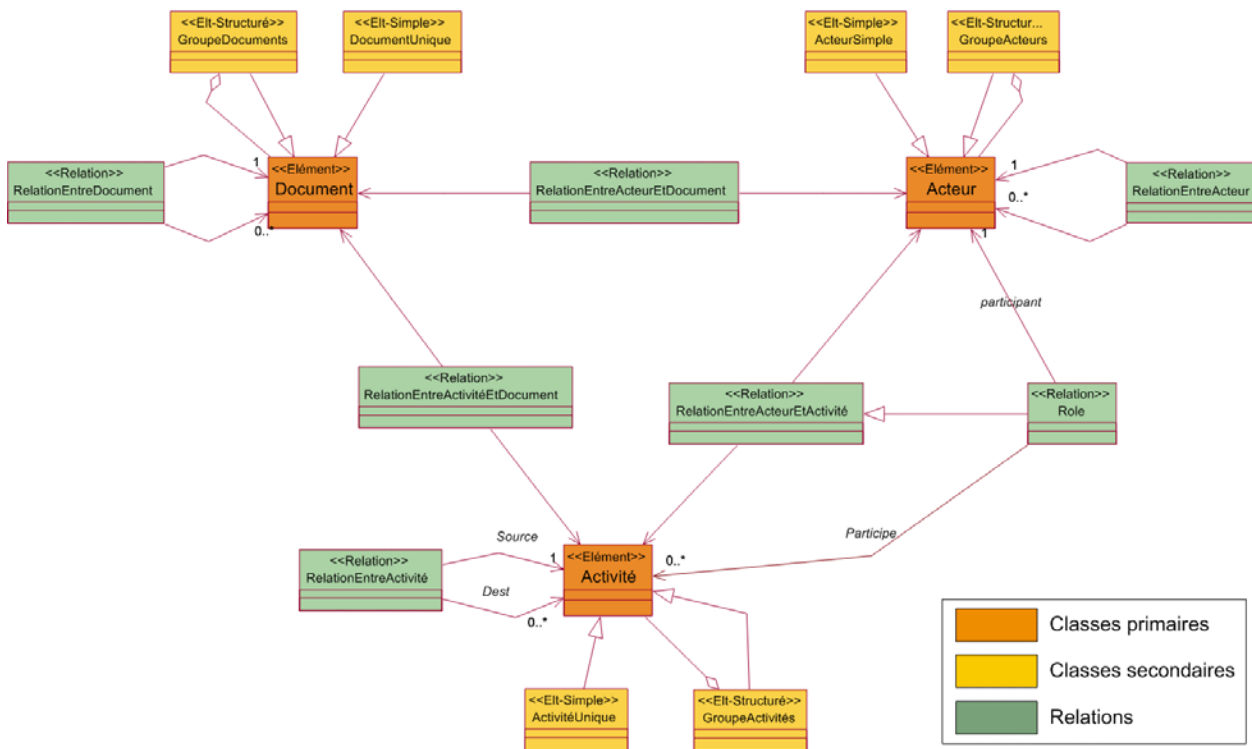 <<Elt-Structuré>>
GroupeDocuments
<<Elt-Simple>>
DocumentUnique
<<Elt-Simple>>
ActeurSimple
<<Elt-Structur...
GroupeActeurs
<<Relation>>
RelationEntreDocument
1
0..*
<<Elément>>
Document
<<Relation>>
RelationEntreActeurEtDocument
<<Elément>>
Acteur
1
0..*
1
<<Relation>>
RelationEntreActeur
participant
<<Relation>>
RelationEntreActivitéEtDocument
<<Relation>>
RelationEntreActeurEtActivité
<<Relation>>
Role
Source
Participe
<<Relation>>
RelationEntreActivité
1
Dest
0..*
<<Elément>>
Activité
0..*
<<Elt-Simple>>
ActivitéUnique
<<Elt-Structuré>>
GroupeActivités
Classes primaires
Classes secondaires
Relations